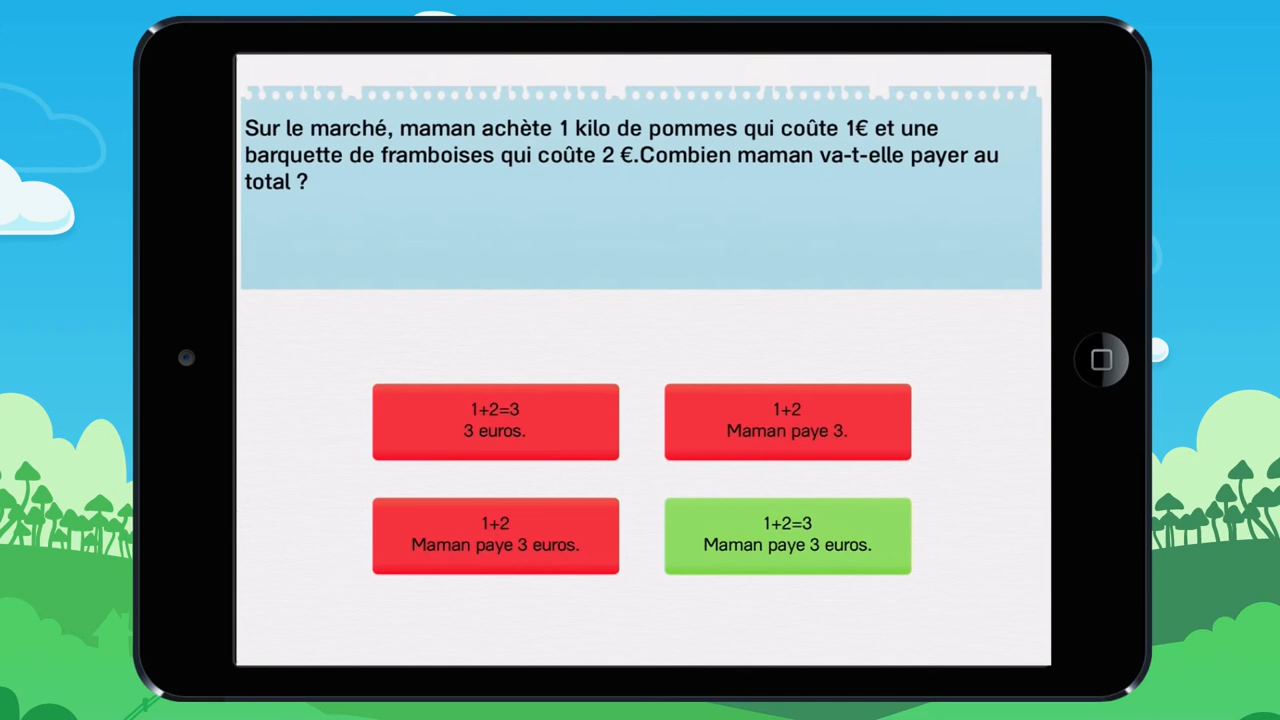 Sur le marché, maman achète 1 kilo de pommes qui coûte 1€ et une
barquette de framboises qui coûte 2 €.Combien maman va-t-elle payer au
total ?
1+2=3
3 euros.
1+2
Maman paye 3.
1+2
Maman paye 3 euros.
1+2=3
Maman paye 3 euros.